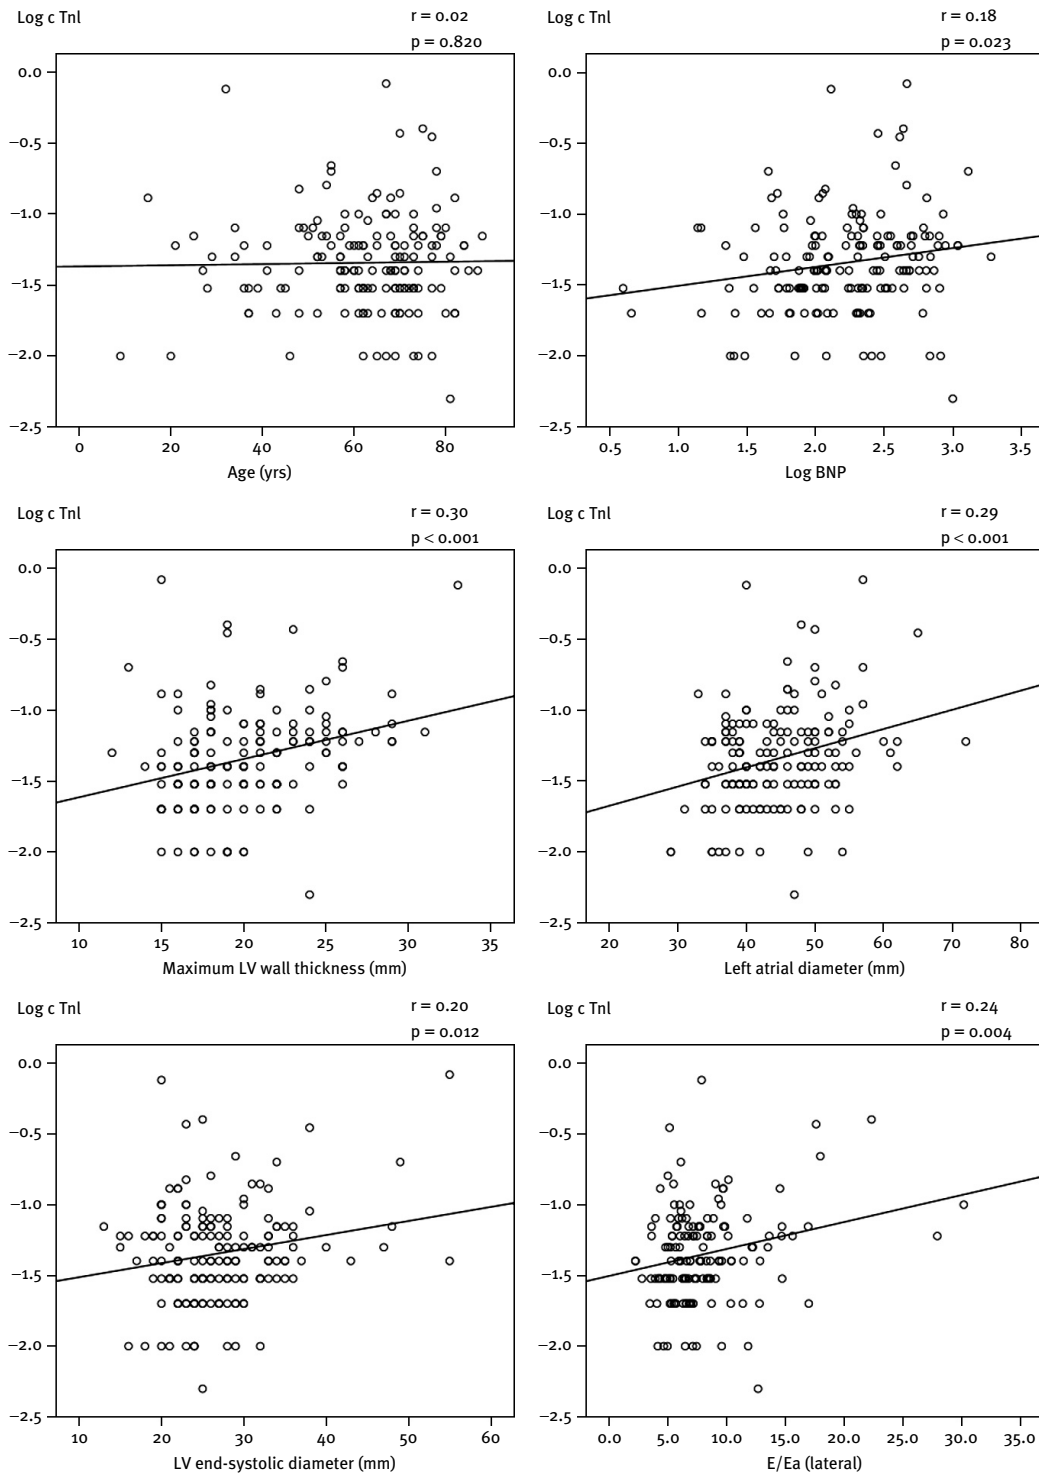 Log c TnI
r = 0.02
p = 0.820
0.0
−0.5
−1.0
−1.5
−2.0
−2.5
0 20 40 60 80
Age (yrs)
Log c TnI
r = 0.18
p = 0.023
0.0
−0.5
−1.0
−1.5
−2.0
−2.5
0.5 1.0 1.5 2.0 2.5 3.0 3.5
Log BNP
Log c TnI
r = 0.30
p < 0.001
0.0
−0.5
−1.0
−1.5
−2.0
−2.5
10 15 20 25 30 35
Maximum LV wall thickness (mm)
Log c TnI
r = 0.29
p < 0.001
0.0
−0.5
−1.0
−1.5
−2.0
−2.5
20 30 40 50 60 70 80
Left atrial diameter (mm)
Log c TnI
r = 0.20
p = 0.012
0.0
−0.5
−1.0
−1.5
−2.0
−2.5
10 20 30 40 50 60
LV end-systolic diameter (mm)
Log c TnI
r = 0.24
p = 0.004
0.0
−0.5
−1.0
−1.5
−2.0
−2.5
0.0 5.0 10.0 15.0 20.0 25.0 30.0 35.0
E/Ea (lateral)